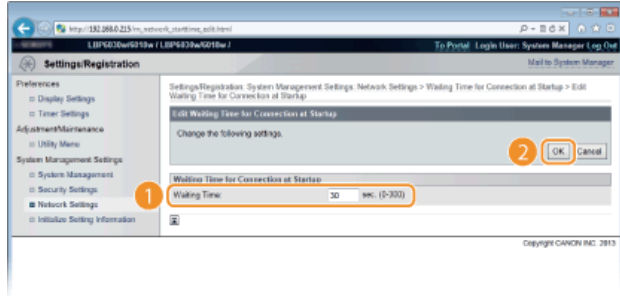 http://192.168.0.215/m_network_starttime_edit.html
LBP6030w/6018w / LBP6030w/6018w /
To Portal Login User: System Manager Log Out
Settings/Registration
Mail to System Manager
Preferences
Display Settings
Timer Settings
Adjustment/Maintenance
Utility Menu
System Management Settings
System Management
Security Settings
Network Settings
Initialize Setting Information
Settings/Registration: System Management Settings: Network Settings > Waiting Time for Connection at Startup > Edit
Waiting Time for Connection at Startup
Edit Waiting Time for Connection at Startup
Change the following settings.
2
OK Cancel
Waiting Time for Connection at Startup
1
Waiting Time: 30 sec. (0-300)
Copyright CANON INC. 2013